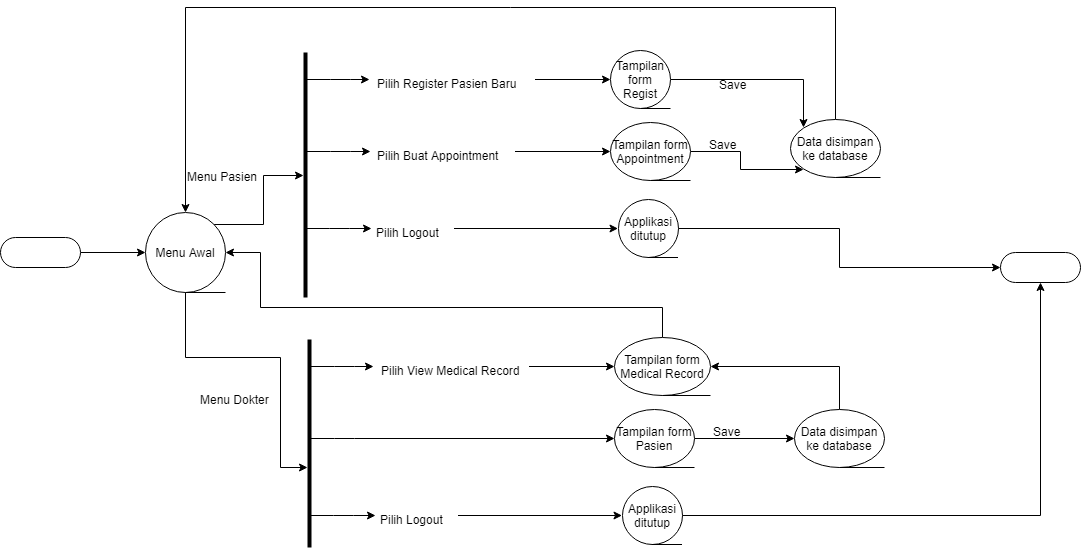 Tampilan
form
Regist
Pilih Register Pasien Baru
Save
Tampilan form
Appointment
Pilih Buat Appointment
Save
Data disimpan
ke database
Menu Pasien
Applikasi
ditutup
Pilih Logout
Menu Awal
Tampilan form
Medical Record
Pilih View Medical Record
Menu Dokter
Tampilan form
Pasien
Save
Data disimpan
ke database
Applikasi
ditutup
Pilih Logout